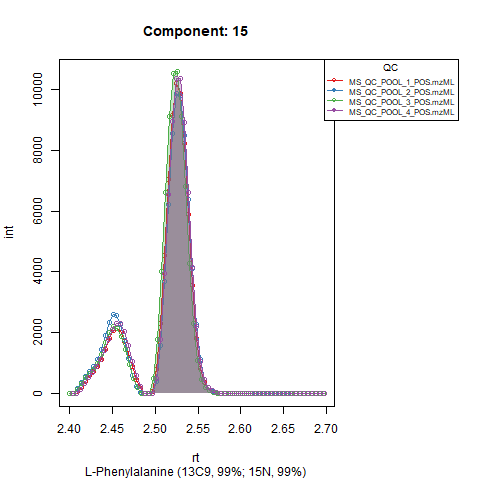 Component: 15
QC
MS_QC_POOL_1_POS.mzML
MS_QC_POOL_2_POS.mzML
MS_QC_POOL_3_POS.mzML
MS_QC_POOL_4_POS.mzML
int
10000
8000
6000
4000
2000
0
2.40 2.45 2.50 2.55 2.60 2.65 2.70
rt
L-Phenylalanine (13C9, 99%; 15N, 99%)